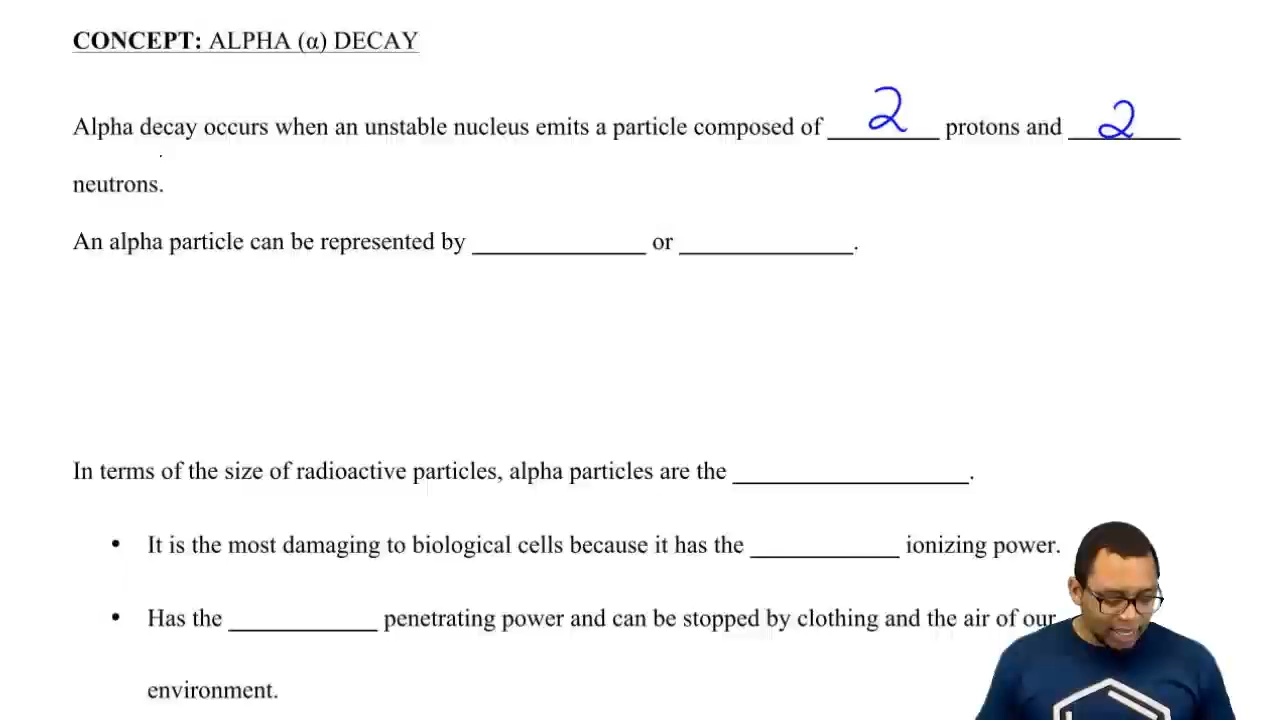 CONCEPT: ALPHA (α) DECAY
Alpha decay occurs when an unstable nucleus emits a particle composed of 2 protons and 2
neutrons.
An alpha particle can be represented by ______________ or ______________.
In terms of the size of radioactive particles, alpha particles are the ___________________.
• It is the most damaging to biological cells because it has the ____________ ionizing power.
• Has the ____________ penetrating power and can be stopped by clothing and the air of our
environment.